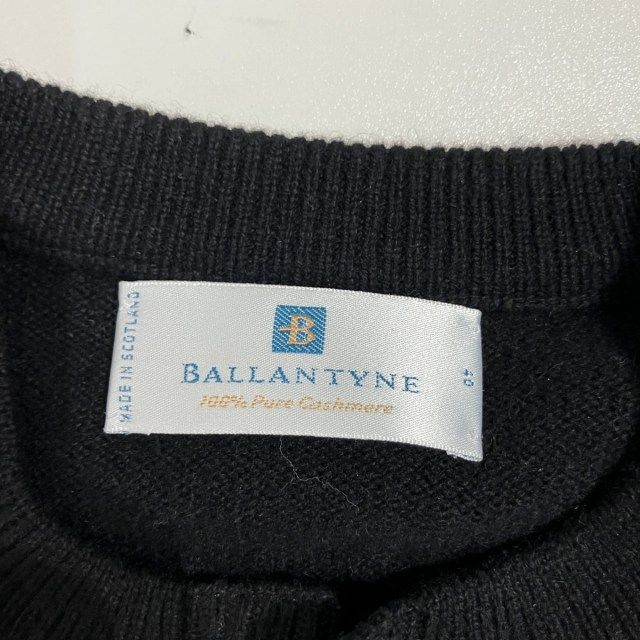 MADE IN SCOTLAND
B
BALLANTYNE
100% Pure Cashmere
40